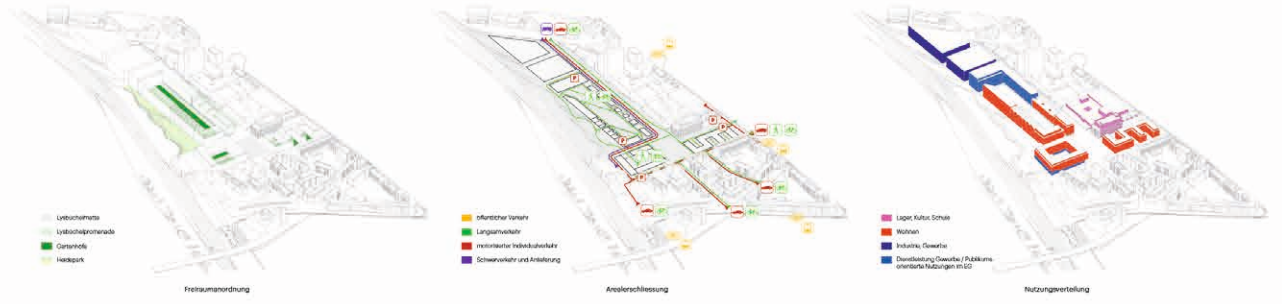 Lysbüchelmatte
Lysbüchelpromenade
Gartenhöfe
Heidepark
Freiraumanordnung
P
P
P
P
P
öffentlicher Verkehr
Langsamverkehr
motorisierter Individualverkehr
Schwerverkehr und Anlieferung
Arealerschliessung
Lager, Kultur, Schule
Wohnen
Industrie, Gewerbe
Dienstleistung Gewerbe / Publikums-
orientierte Nutzungen im EG
Nutzungsverteilung